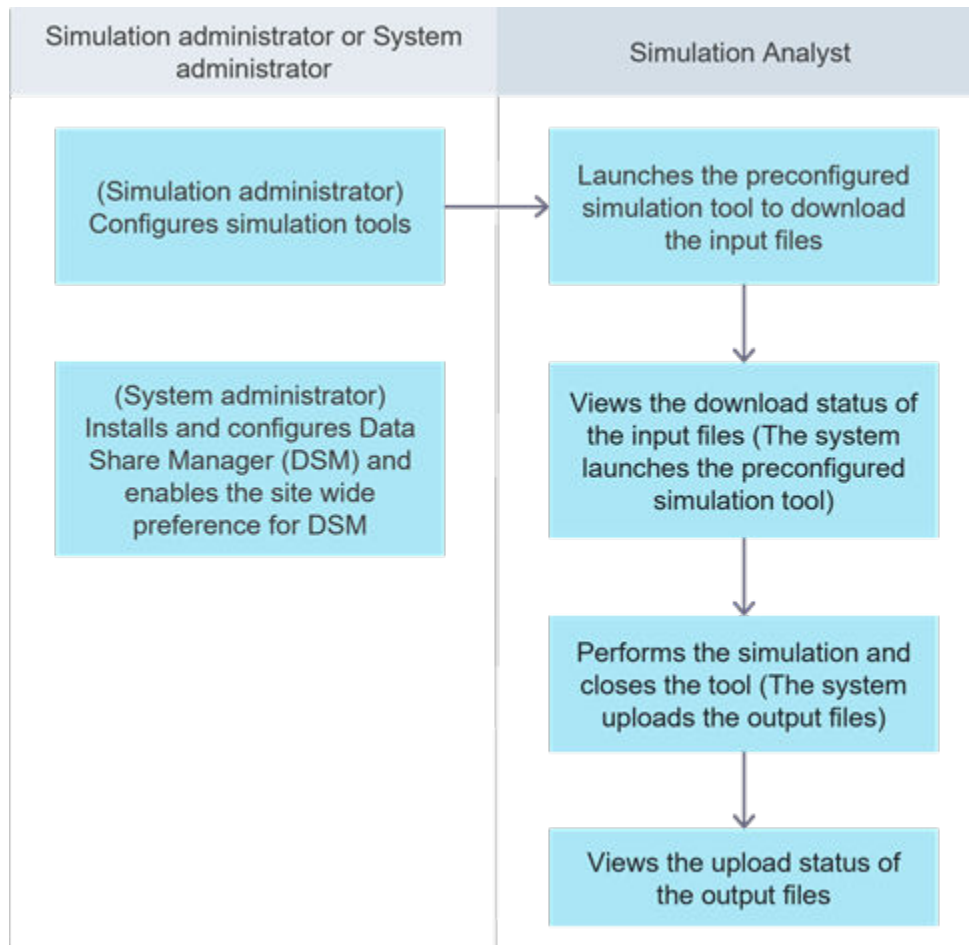 Simulation administrator or System
administrator
Simulation Analyst
(Simulation administrator)
Configures simulation tools
Launches the preconfigured
simulation tool to download
the input files
(System administrator)
Installs and configures Data
Share Manager (DSM) and
enables the site wide
preference for DSM
Views the download status of
the input files (The system
launches the preconfigured
simulation tool)
Performs the simulation and
closes the tool (The system
uploads the output files)
Views the upload status of
the output files